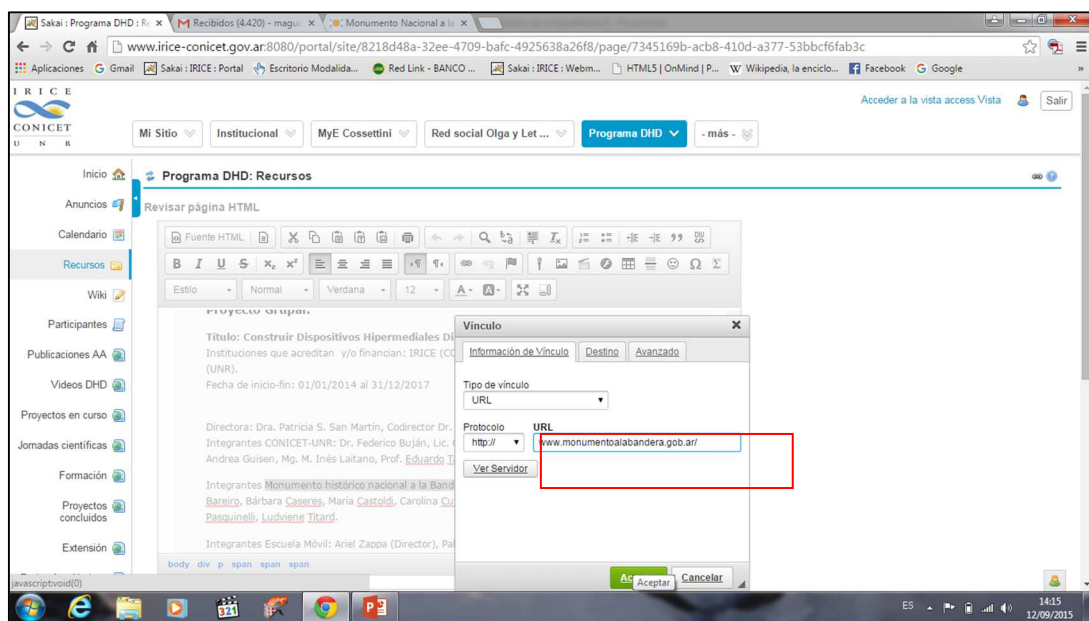 Sakai : Programa DHD : Re
Recibidos (4.420) - magui
Monumento Nacional a la
www.irice-conicet.gov.ar:8080/portal/site/8218d48a-32ee-4709-bafc-4925638a26f8/page/7345169b-acb8-410d-a377-53bbcf6fab3c
Aplicaciones Gmail Sakai : IRICE : Portal Escritorio Modalida... Red Link - BANCO ... Sakai : IRICE : Webm... HTML5 | OnMind | P... Wikipedia, la enciclo... Facebook Google »
IRICE
CONICET
UNR
Acceder a la vista access Vista Salir
Mi Sitio Institucional MyE Cossettini Red social Olga y Let ... Programa DHD - más -
Inicio
Anuncios
Calendario
Recursos
Wiki
Participantes
Publicaciones AA
Videos DHD
Proyectos en curso
Jornadas científicas
Formación
Proyectos
concluidos
Extensión
Programa DHD: Recursos
Revisar página HTML
Fuente HTML
B I U S x₂ x²
Estilo Normal Verdana 12 A A
Proyecto Grupal.
Título: Construir Dispositivos Hipermediales Di
Instituciones que acreditan y/o financian: IRICE (CO
(UNR).
Fecha de inicio-fin: 01/01/2014 al 31/12/2017
Directora: Dra. Patricia S. San Martín, Codirector Dr.
Integrantes CONICET-UNR: Dr. Federico Buján, Lic.
Andrea Guisen, Mg. M. Inés Laitano, Prof. Eduardo T
Integrantes Monumento histórico nacional a la Band
Bareiro, Bárbara Caseres, María Castoldi, Carolina Cu
Pasquinelli, Ludviene Titard.
Integrantes Escuela Móvil: Ariel Zappa (Director), Pal
body div p span span span
Vínculo
Información de Vínculo Destino Avanzado
Tipo de vínculo
URL
Protocolo URL
http:// www.monumentoalabandera.gob.ar/
Ver Servidor
Cancelar
Aceptar
javascript:void(0)
ES
14:15
12/09/2015